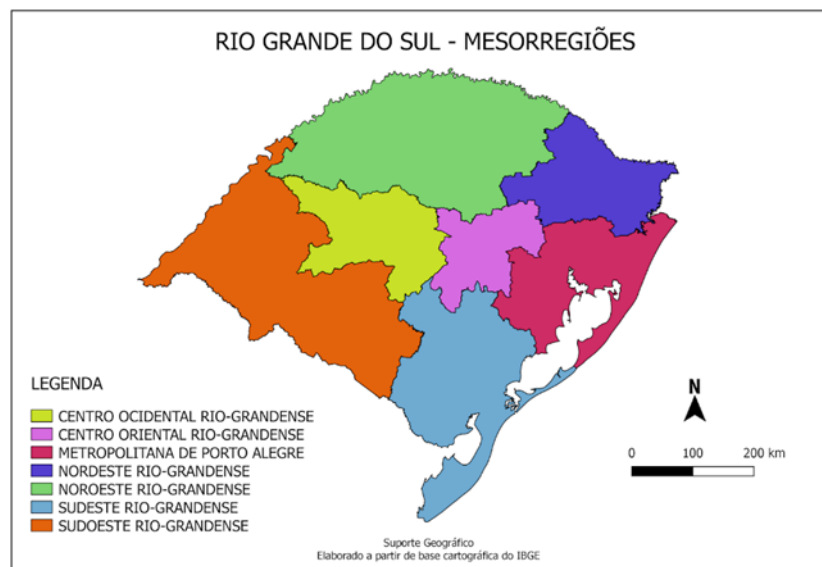 RIO GRANDE DO SUL - MESORREGIÕES
LEGENDA
CENTRO OCIDENTAL RIO-GRANDENSE
CENTRO ORIENTAL RIO-GRANDENSE
METROPOLITANA DE PORTO ALEGRE
NORDESTE RIO-GRANDENSE
NOROESTE RIO-GRANDENSE
SUDESTE RIO-GRANDENSE
SUDOESTE RIO-GRANDENSE
N
0 100 200 km
Suporte Geográfico
Elaborado a partir de base cartográfica do IBGE